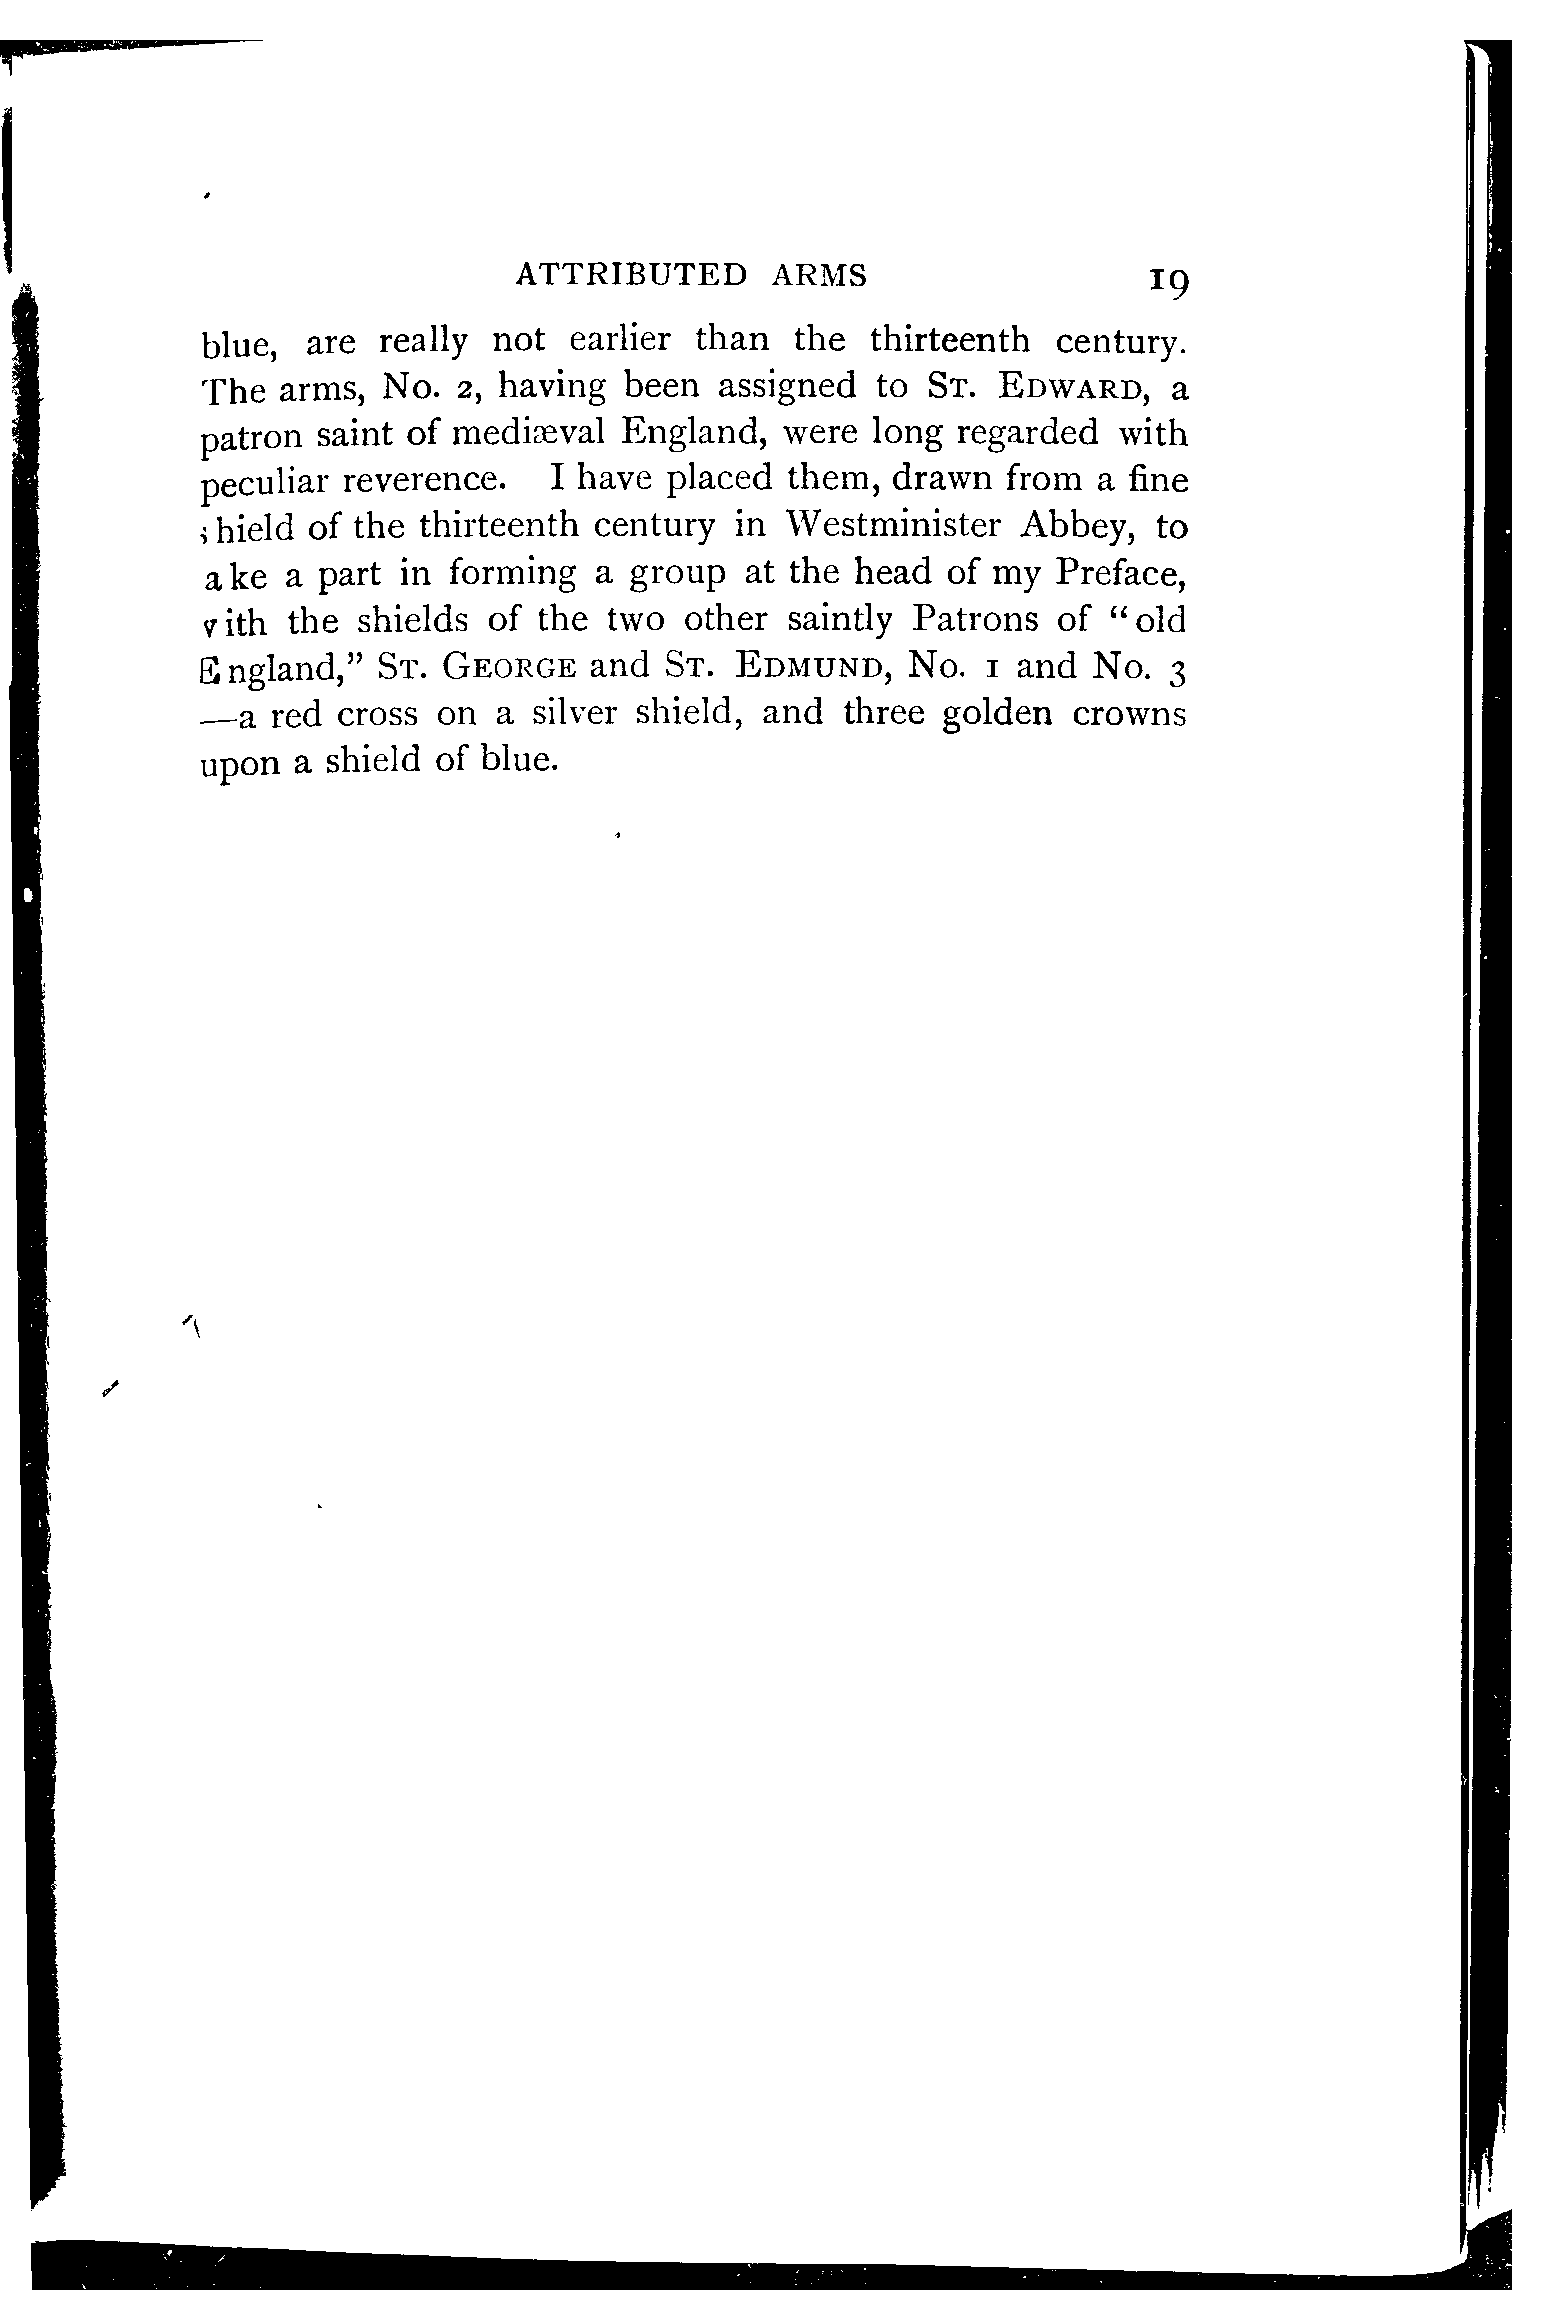 ATTRIBUTED ARMS 19
blue, are really not earlier than the thirteenth century.
The arms, No. 2, having been assigned to St. Edward, a
patron saint of mediæval England, were long regarded with
peculiar reverence. I have placed them, drawn from a fine
shield of the thirteenth century in Westminister Abbey, to
ake a part in forming a group at the head of my Preface,
with the shields of the two other saintly Patrons of “old
England,” St. George and St. Edmund, No. 1 and No. 3
—a red cross on a silver shield, and three golden crowns
upon a shield of blue.